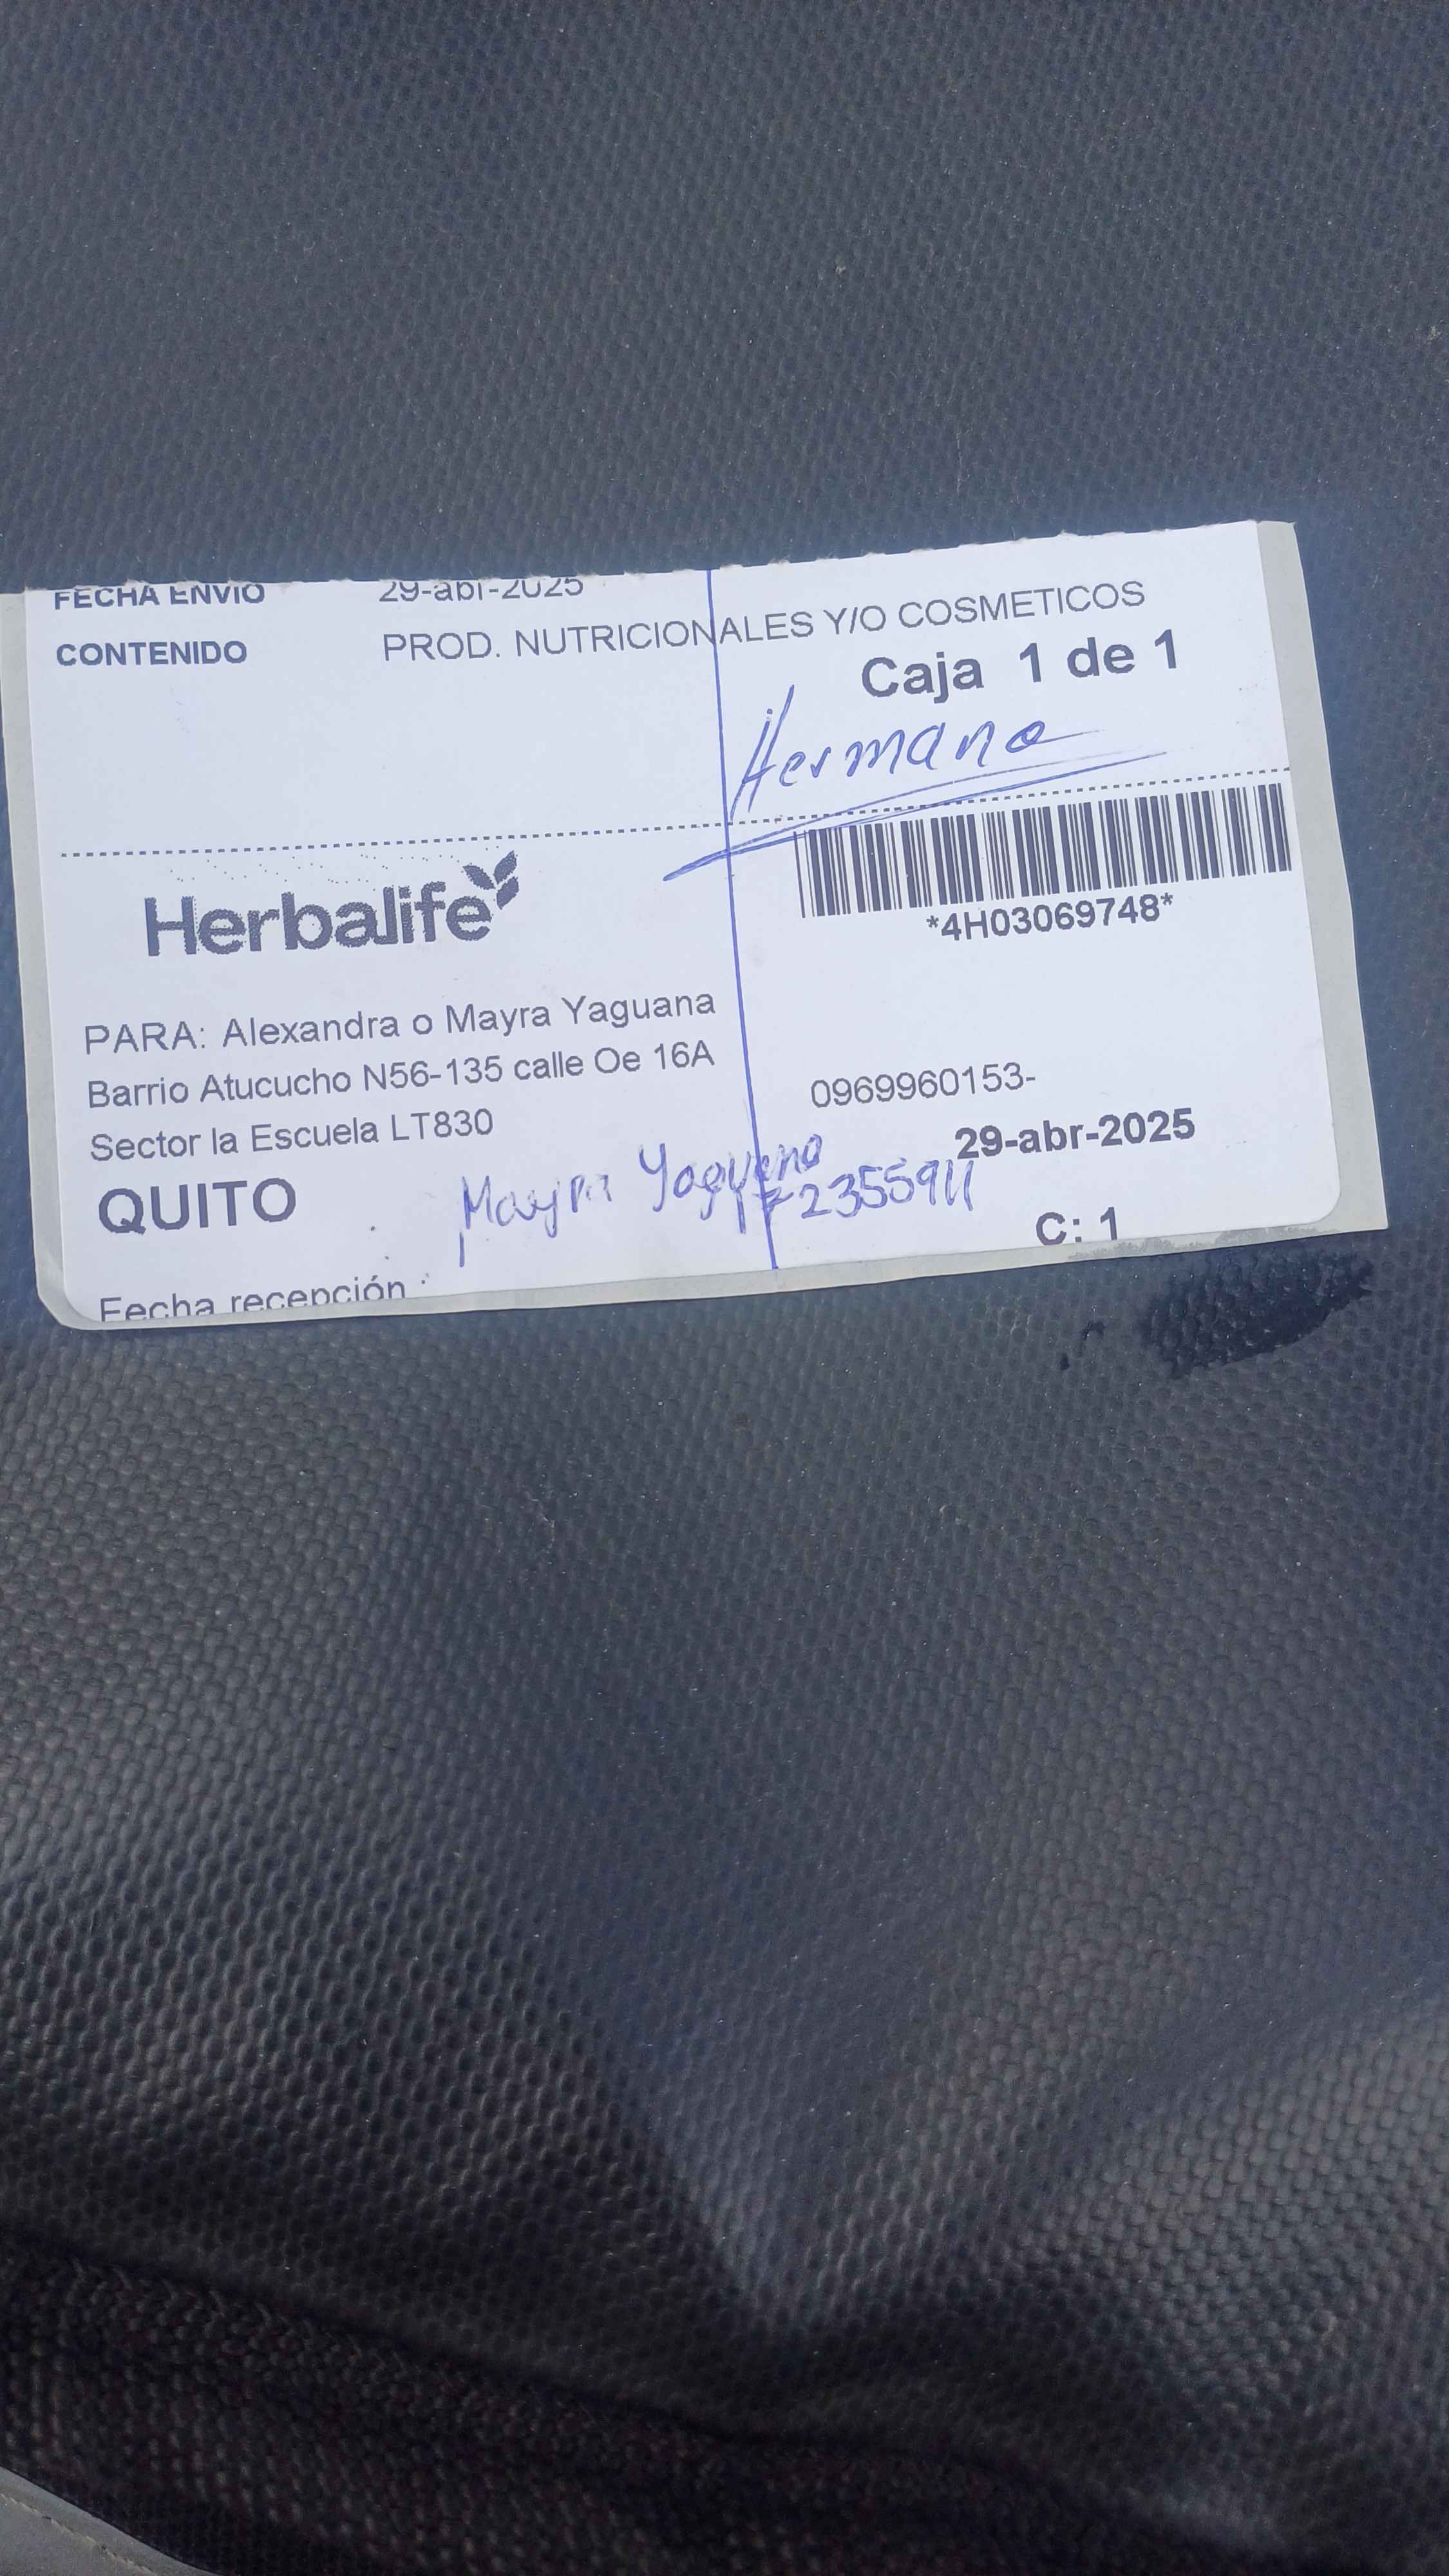 FECHA ENVIO 29-abr-2025
CONTENIDO PROD. NUTRICIONALES Y/O COSMETICOS
Caja 1 de 1
Hermano
Herbalife
*4H03069748*
PARA: Alexandra o Mayra Yaguana
Barrio Atucucho N56-135 calle Oe 16A
0969960153-
Sector la Escuela LT830
29-abr-2025
QUITO
Mayra Yaguana
C: 1
Fecha recepción :